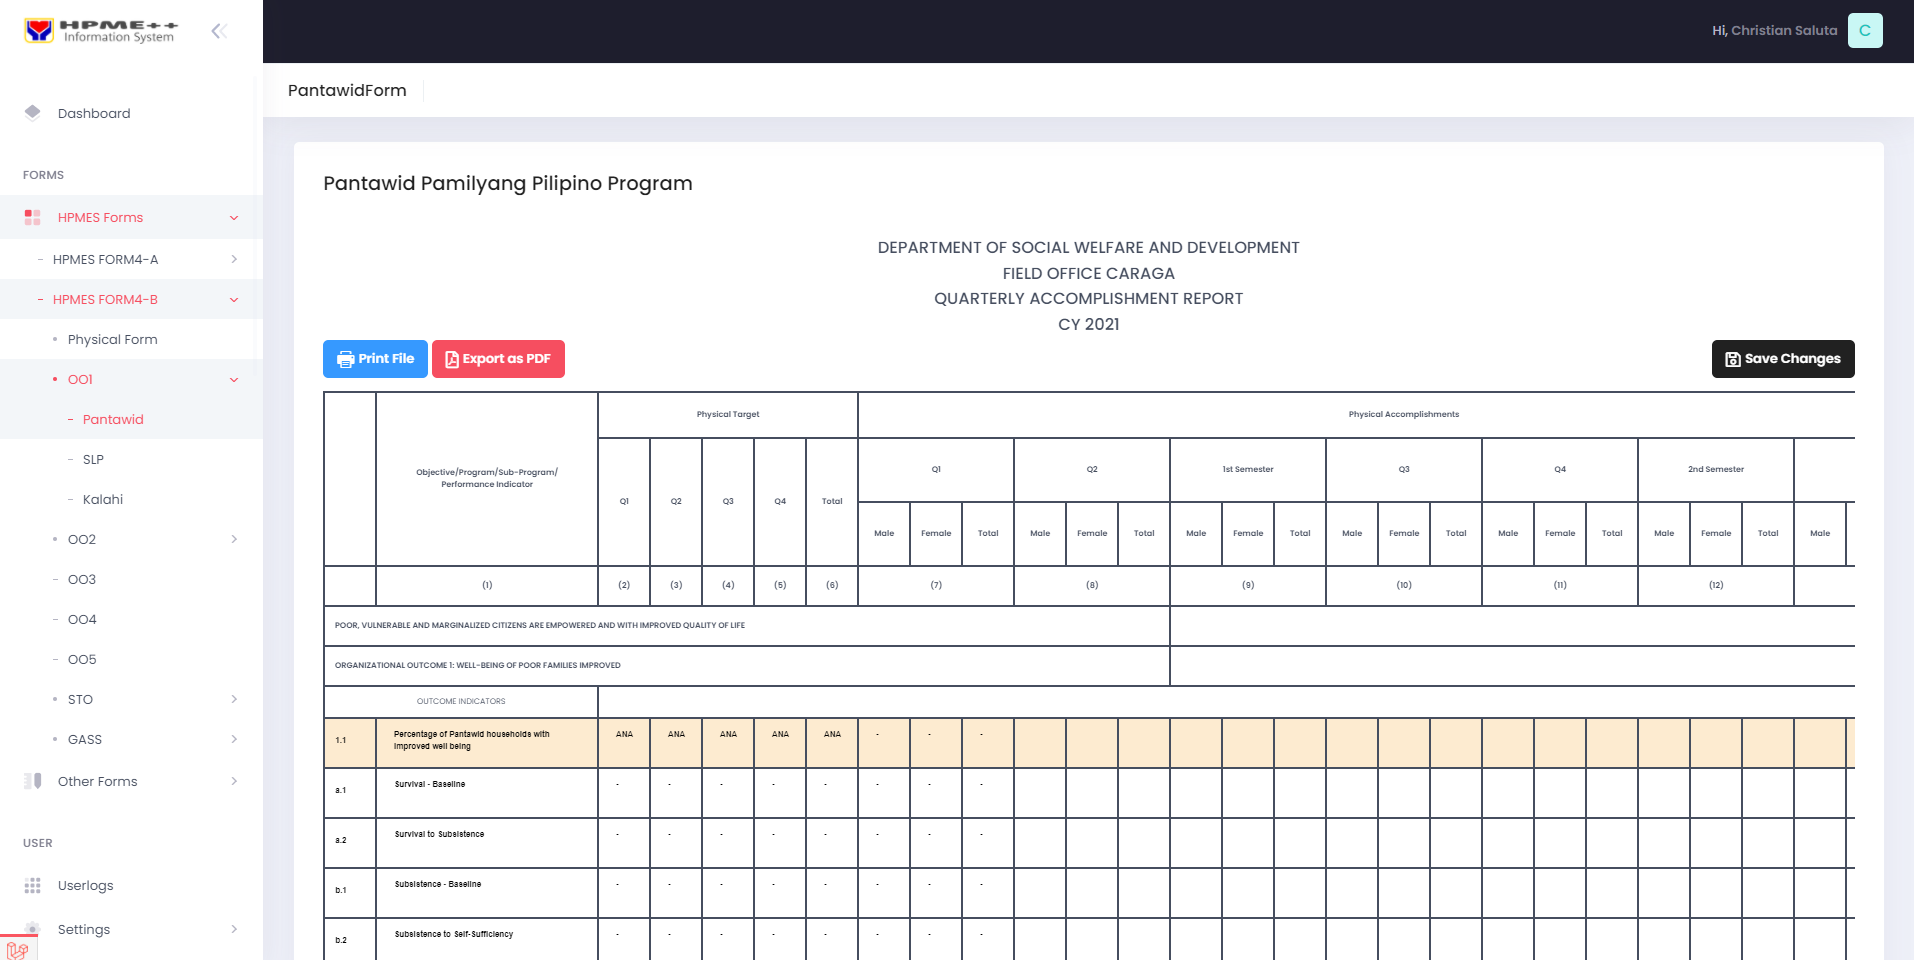 HPME++
Information System
Hi, Christian Saluta
C
PantawidForm
Dashboard
FORMS
HPMES Forms
HPMES FORM4-A
HPMES FORM4-B
Physical Form
OO1
Pantawid
SLP
Kalahi
OO2
OO3
OO4
OO5
STO
GASS
Other Forms
USER
Userlogs
Settings
Pantawid Pamilyang Pilipino Program
DEPARTMENT OF SOCIAL WELFARE AND DEVELOPMENT
FIELD OFFICE CARAGA
QUARTERLY ACCOMPLISHMENT REPORT
CY 2021
Print File Export as PDF Save Changes
Physical Target Physical Accomplishments
Objective/Program/Sub-Program/
Performance Indicator
Q1 Q2 Q3 Q4 Total
Q1 Q2 1st Semester Q3 Q4 2nd Semester
Male Female Total Male Female Total Male Female Total Male Female Total Male Female Total Male Female Total Male
(1) (2) (3) (4) (5) (6) (7) (8) (9) (10) (11) (12)
POOR, VULNERABLE AND MARGINALIZED CITIZENS ARE EMPOWERED AND WITH IMPROVED QUALITY OF LIFE
ORGANIZATIONAL OUTCOME 1: WELL-BEING OF POOR FAMILIES IMPROVED
OUTCOME INDICATORS
1.1 Percentage of Pantawid households with ANA ANA ANA ANA ANA - - -
improved well being
a.1 Survival - Baseline - - - - - - - -
a.2 Survival to Subsistence - - - - - - - -
b.1 Subsistence - Baseline - - - - - - - -
b.2 Subsistence to Self-Sufficiency - - - - - - - -